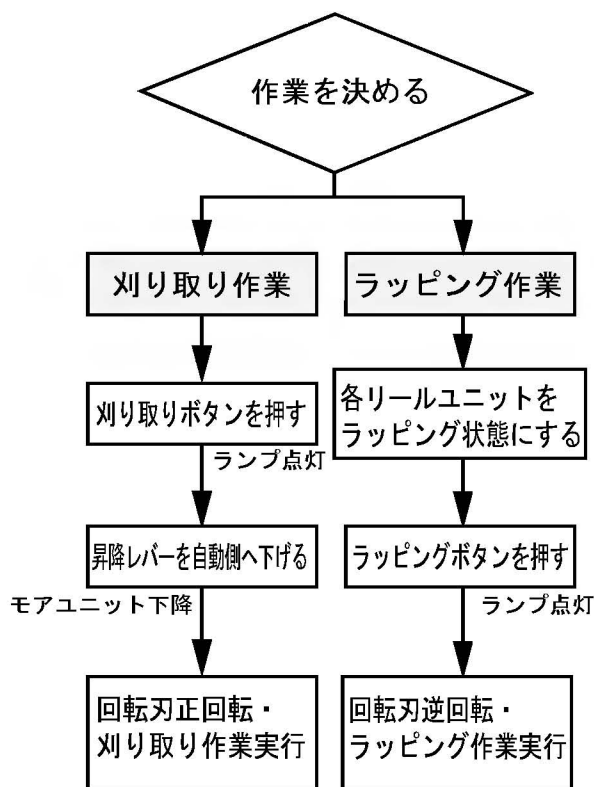 作業を決める
刈り取り作業
ラッピング作業
刈り取りボタンを押す
各リールユニットを
ラッピング状態にする
ランプ点灯
昇降レバーを自動側へ下げる
ラッピングボタンを押す
モアユニット下降
ランプ点灯
回転刃正回転・
刈り取り作業実行
回転刃逆回転・
ラッピング作業実行